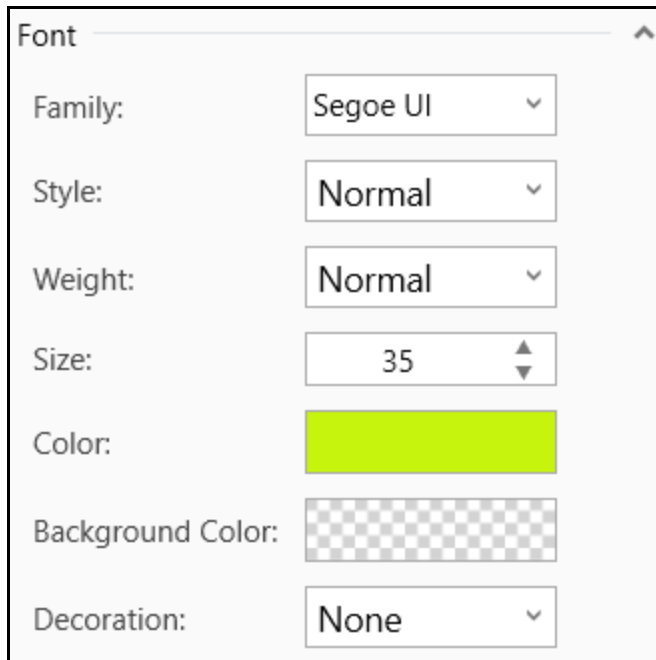 Font
Family: Segoe UI
Style: Normal
Weight: Normal
Size: 35
Color:
Background Color:
Decoration: None